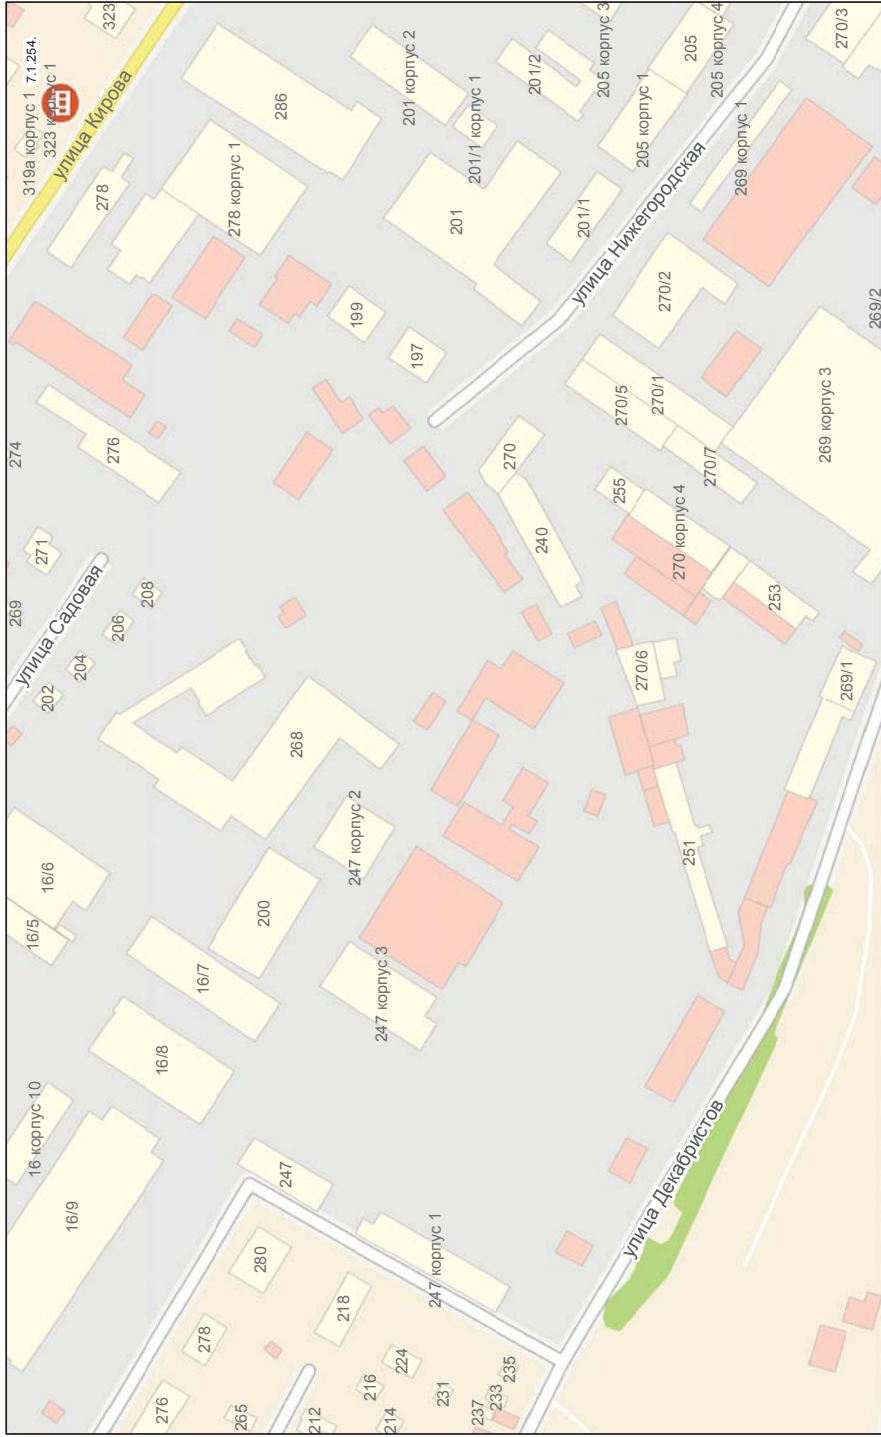 319а корпус 1
7.1.254.
323 корпус 1
323
улица Кирова
278
278 корпус 1
286
201 корпус 2
201/1 корпус 1
201/2
205 корпус 3
205
205 корпус 4
205 корпус 1
270/3
269 корпус 1
201
201/1
улица Нижегородская
199
197
270/2
269/2
274
276
270/5
270/1
270/7
269 корпус 3
270
240
255
270 корпус 4
253
269
271
улица Садовая
208
206
204
202
268
270/6
269/1
251
16/6
16/5
200
247 корпус 2
247 корпус 3
16/7
16/8
16 корпус 10
16/9
247
247 корпус 1
улица Декабристов
280
278
276
218
265
212
216
224
214
231
237
233
235